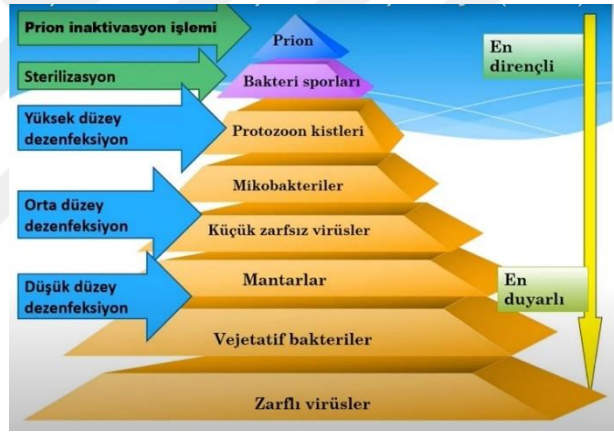 Prion inaktivasyon işlemi
Sterilizasyon
Yüksek düzey
dezenfeksiyon
Orta düzey
dezenfeksiyon
Düşük düzey
dezenfeksiyon
Prion
Bakteri sporları
Protozoon kistleri
Mikobakteriler
Küçük zarfsız virüsler
Mantarlar
Vejetatif bakteriler
Zarflı virüsler
En
dirençli
En
duyarlı